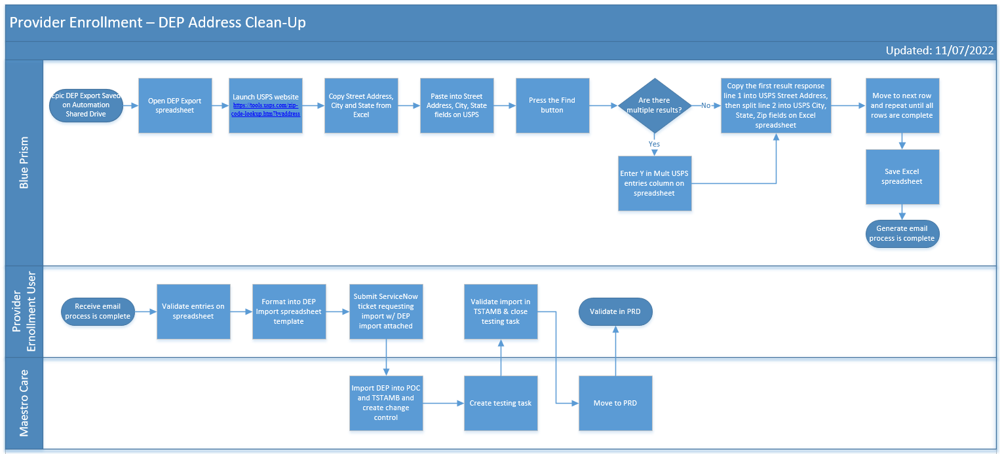 Provider Enrollment – DEP Address Clean-Up
Updated: 11/07/2022
Blue Prism
Epic DEP Export Saved
on Automation
Shared Drive
Open DEP Export
spreadsheet
Launch USPS website
https://tools.usps.com/zip-
code-lookup.htm?byaddress
Copy Street Address,
City and State from
Excel
Paste into Street
Address, City, State
fields on USPS
Press the Find
button
Are there
multiple results?
No
Yes
Enter Y in Mult USPS
entries column on
spreadsheet
Copy the first result response
line 1 into USPS Street Address,
then split line 2 into USPS City,
State, Zip fields on Excel
spreadsheet
Move to next row
and repeat until all
rows are complete
Save Excel
spreadsheet
Generate email
process is complete
Provider
Ernollment User
Receive email
process is complete
Validate entries on
spreadsheet
Format into DEP
Import spreadsheet
template
Submit ServiceNow
ticket requesting
import w/ DEP
import attached
Validate import in
TSTAMB & close
testing task
Validate in PRD
Maestro Care
Import DEP into POC
and TSTAMB and
create change
control
Create testing task
Move to PRD